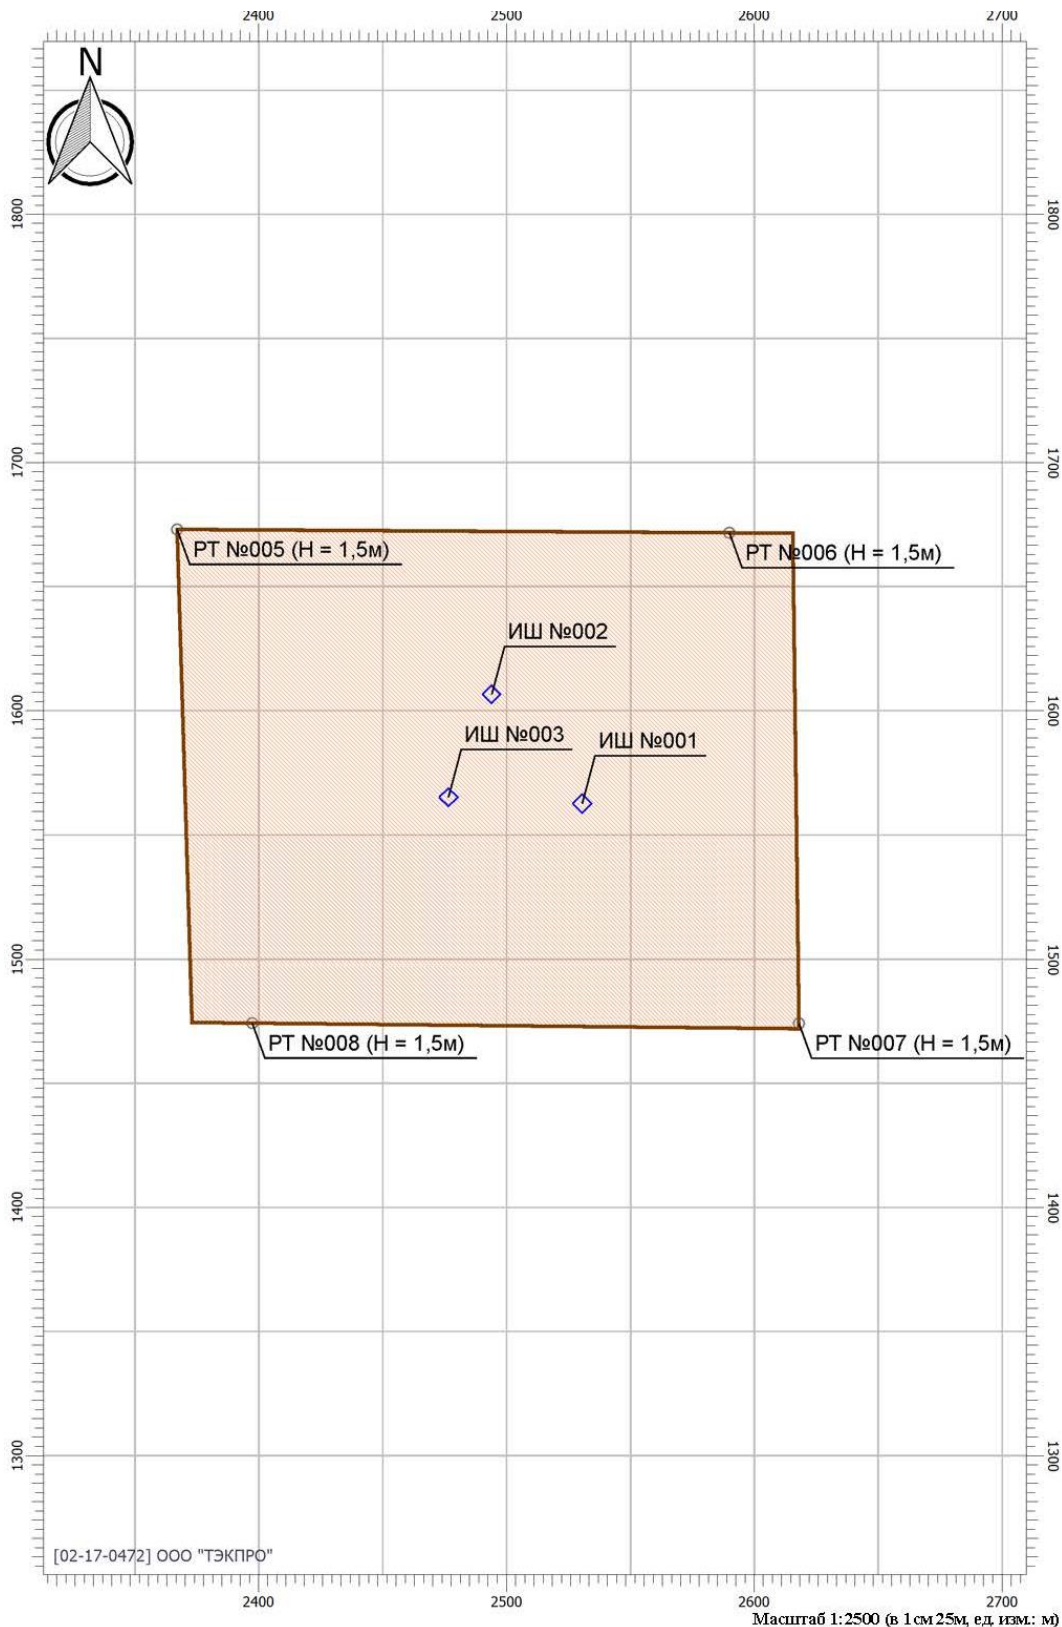 2400 2500 2600 2700
N
1800 1800
1700 1700
РТ №005 (H = 1,5м) РТ №006 (H = 1,5м)
ИШ №002
1600 1600
ИШ №003 ИШ №001
1500 1500
РТ №008 (H = 1,5м) РТ №007 (H = 1,5м)
1400 1400
1300 1300
[02-17-0472] ООО "ТЭКПРО"
2400 2500 2600 2700
Масштаб 1:2500 (в 1см 25м, ед. изм.: м)